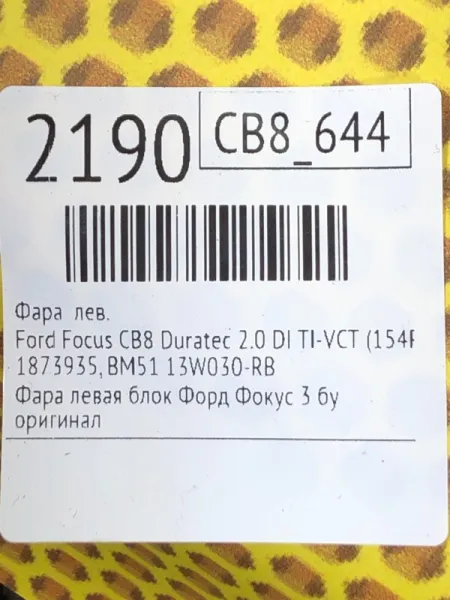 2190
CB8_644
Фара лев.
Ford Focus CB8 Duratec 2.0 DI TI-VCT (154
1873935, BM51 13W030-RB
Фара левая блок Форд Фокус 3 бу
оригинал